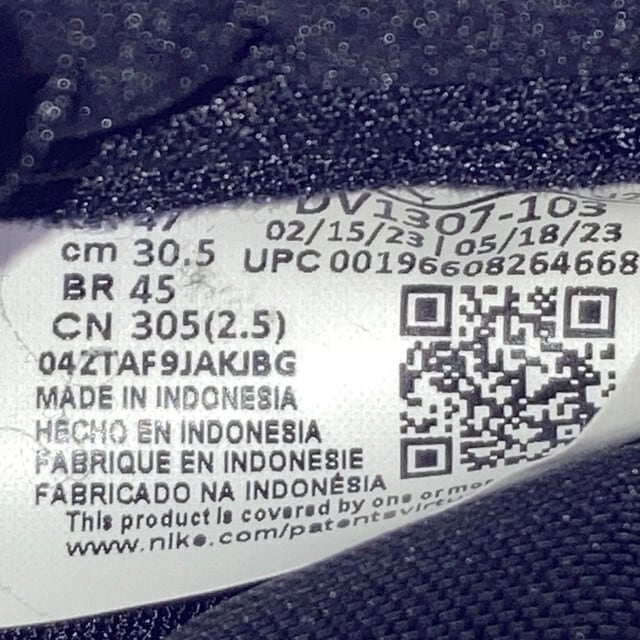 47
DV1307-103
02/15/23 | 05/18/23
UPC 00196608264668
cm 30.5
BR 45
CN 305(2.5)
04ZTAF9JAKJBG
MADE IN INDONESIA
HECHO EN INDONESIA
FABRIQUE EN INDONESIE
FABRICADO NA INDONÉSIA
This product is covered by one or
www.nike.com/patents